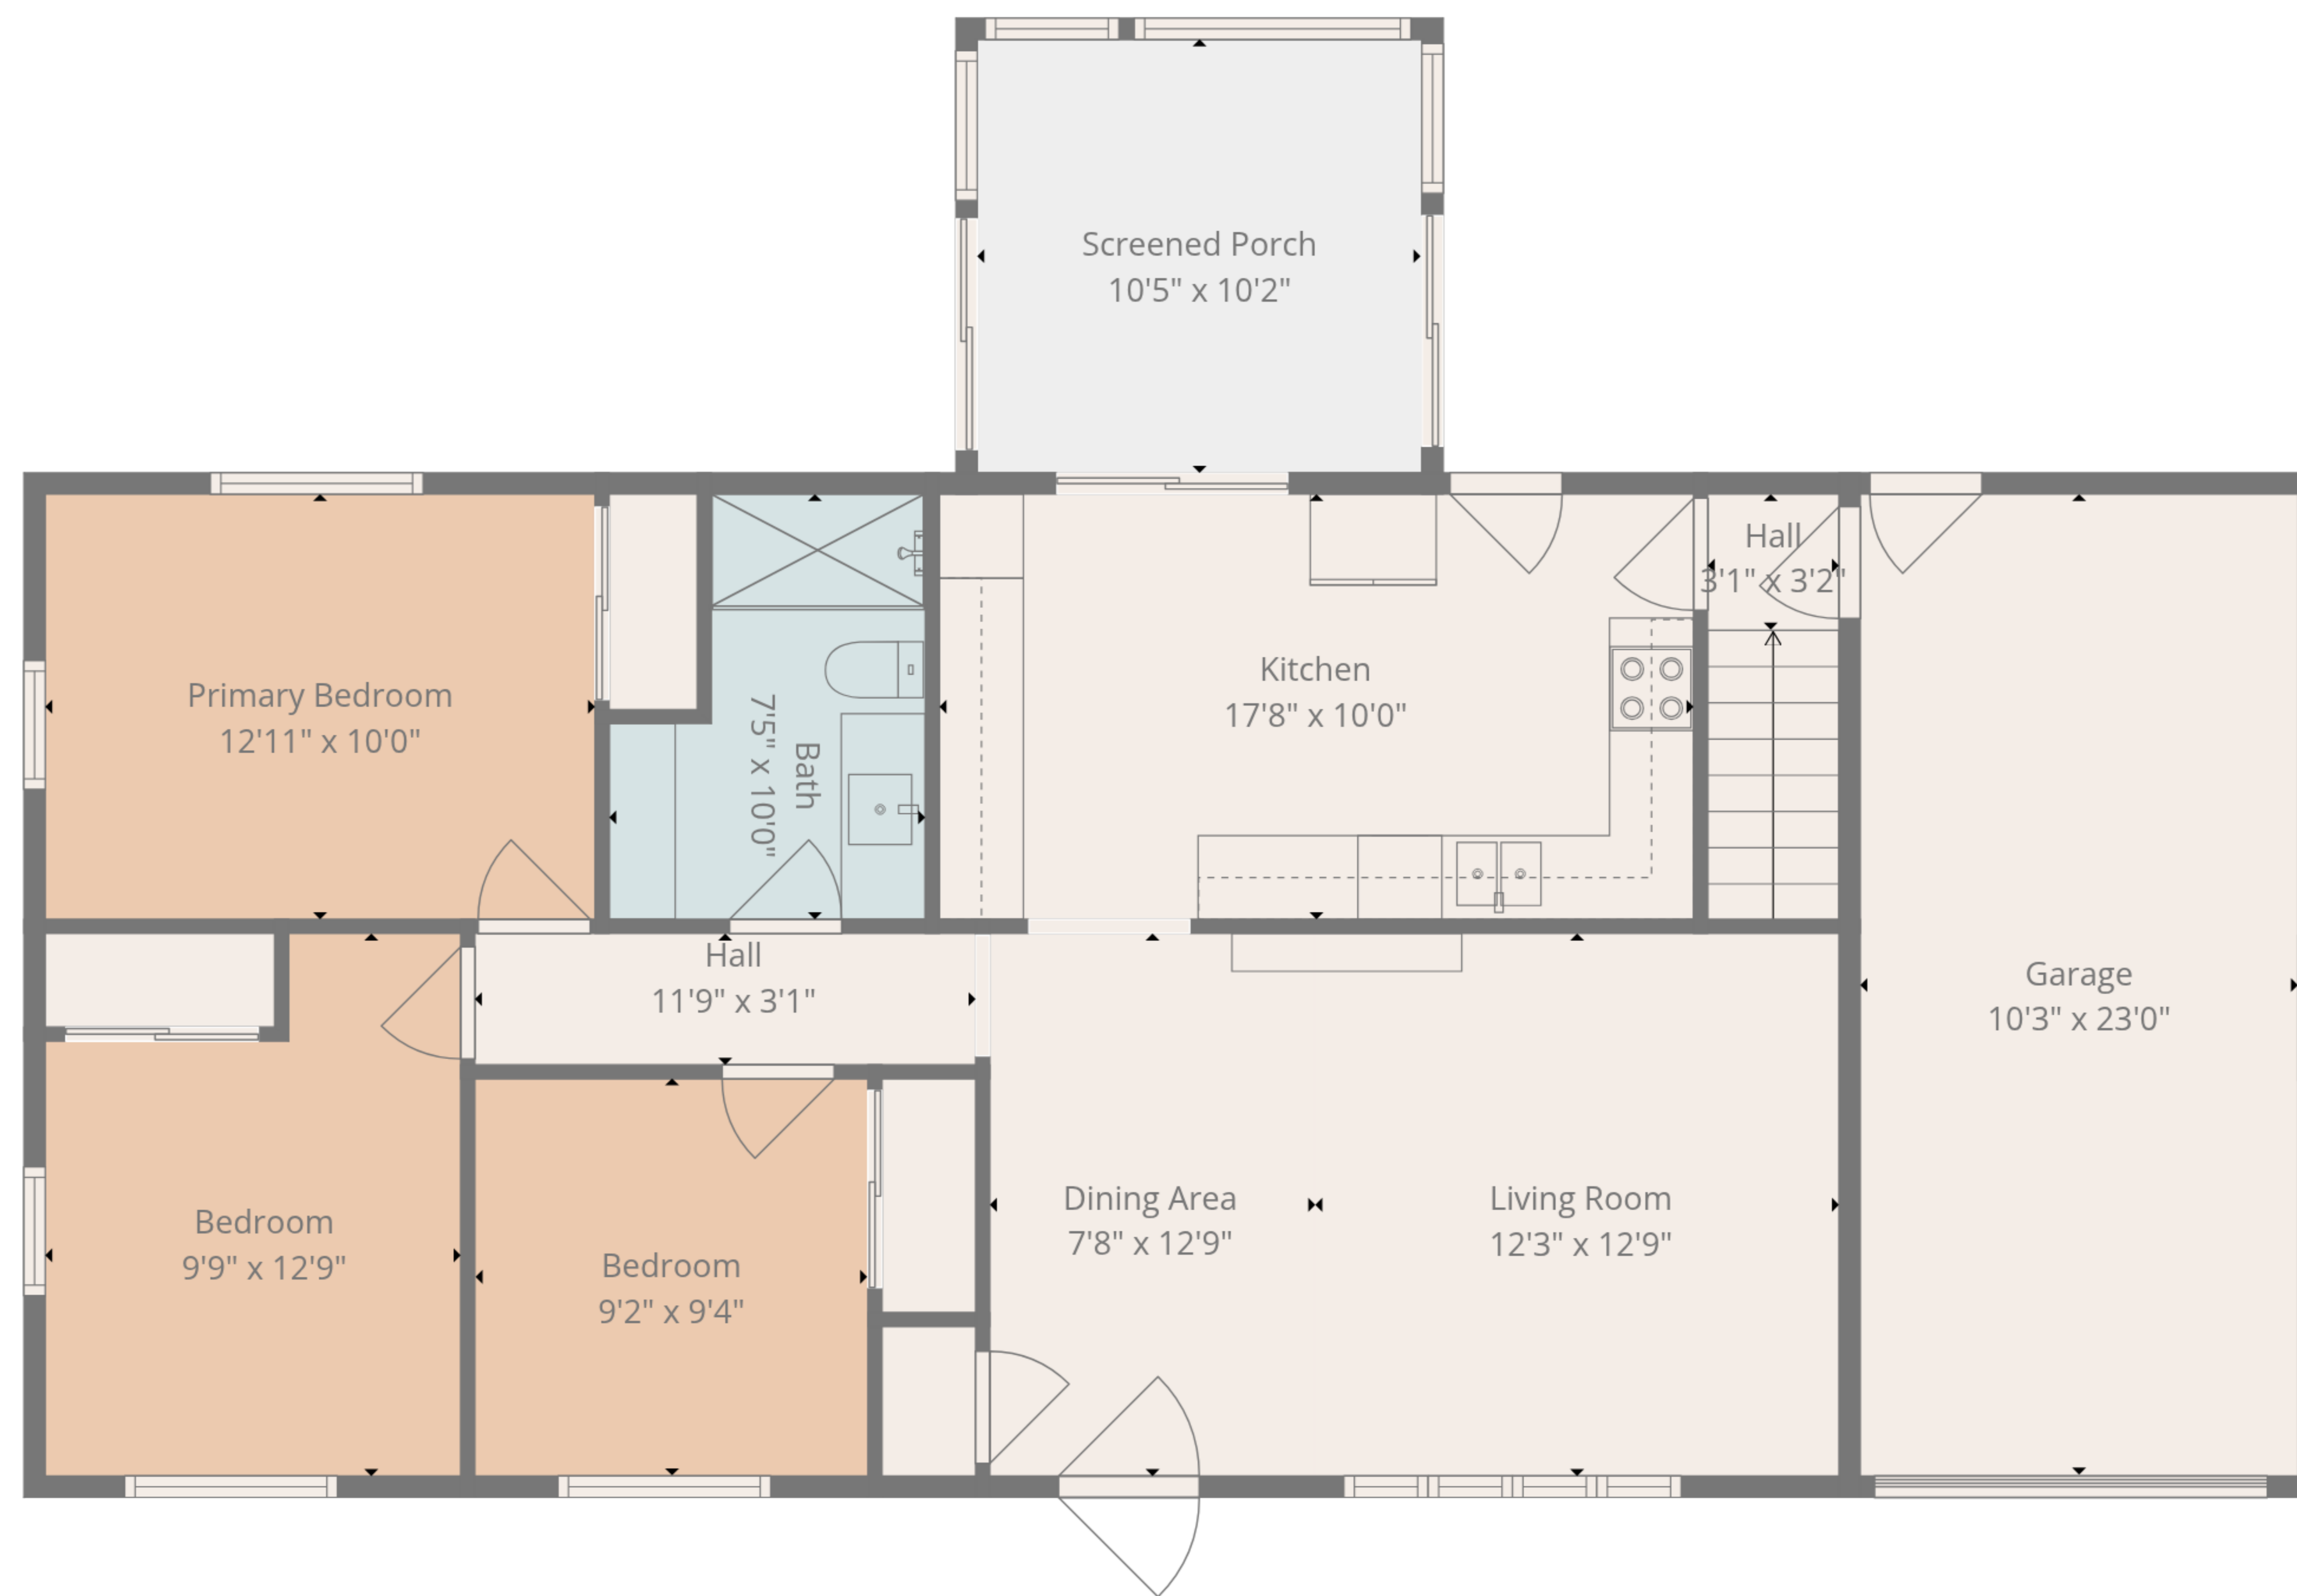 Screened Porch
10'5" x 10'2"
Hall
3'1" x 3'2"
Primary Bedroom
12'11" x 10'0"
Bath
7'5" x 10'0"
Kitchen
17'8" x 10'0"
Hall
11'9" x 3'1"
Garage
10'3" x 23'0"
Bedroom
9'9" x 12'9"
Bedroom
9'2" x 9'4"
Dining Area
7'8" x 12'9"
Living Room
12'3" x 12'9"